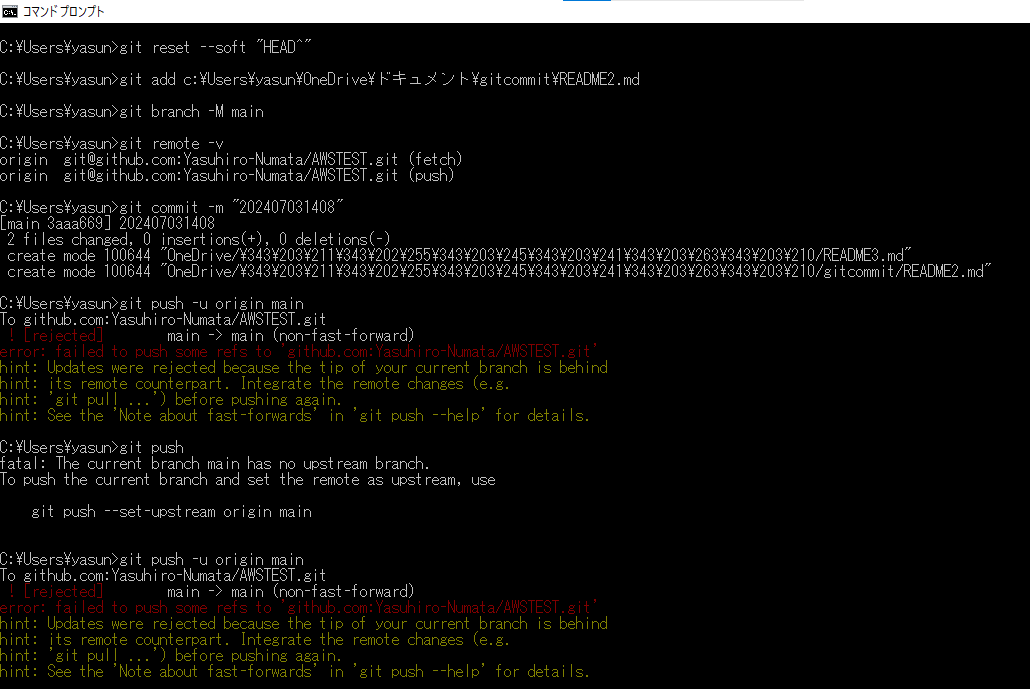 コマンド プロンプト
C:¥Users¥yasun>git reset --soft "HEAD^"
C:¥Users¥yasun>git add c:¥Users¥yasun¥OneDrive¥ドキュメント¥gitcommit¥README2.md
C:¥Users¥yasun>git branch -M main
C:¥Users¥yasun>git remote -v
origin  git@github.com:Yasuhiro-Numata/AWSTEST.git (fetch)
origin  git@github.com:Yasuhiro-Numata/AWSTEST.git (push)
C:¥Users¥yasun>git commit -m "202407031408"
[main 3aaa669] 202407031408
 2 files changed, 0 insertions(+), 0 deletions(-)
 create mode 100644 "OneDrive/¥343¥203¥211¥343¥202¥255¥343¥203¥245¥343¥203¥241¥343¥203¥263¥343¥203¥210/README3.md"
 create mode 100644 "OneDrive/¥343¥203¥211¥343¥202¥255¥343¥203¥245¥343¥203¥241¥343¥203¥263¥343¥203¥210/gitcommit/README2.md"
C:¥Users¥yasun>git push -u origin main
To github.com:Yasuhiro-Numata/AWSTEST.git
 ! [rejected]        main -> main (non-fast-forward)
error: failed to push some refs to 'github.com:Yasuhiro-Numata/AWSTEST.git'
hint: Updates were rejected because the tip of your current branch is behind
hint: its remote counterpart. Integrate the remote changes (e.g.
hint: 'git pull ...') before pushing again.
hint: See the 'Note about fast-forwards' in 'git push --help' for details.
C:¥Users¥yasun>git push
fatal: The current branch main has no upstream branch.
To push the current branch and set the remote as upstream, use
    git push --set-upstream origin main
C:¥Users¥yasun>git push -u origin main
To github.com:Yasuhiro-Numata/AWSTEST.git
 ! [rejected]        main -> main (non-fast-forward)
error: failed to push some refs to 'github.com:Yasuhiro-Numata/AWSTEST.git'
hint: Updates were rejected because the tip of your current branch is behind
hint: its remote counterpart. Integrate the remote changes (e.g.
hint: 'git pull ...') before pushing again.
hint: See the 'Note about fast-forwards' in 'git push --help' for details.